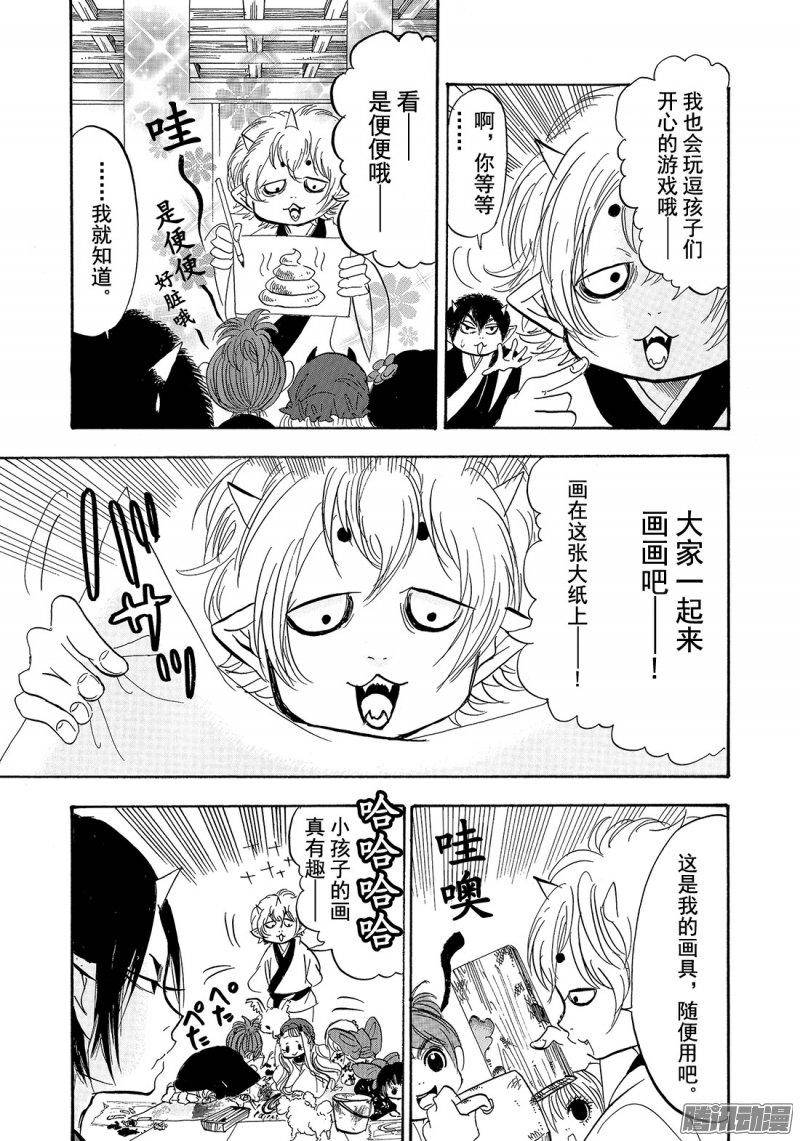 我也会玩逗孩子们
开心的游戏哦——
啊，你等等
……
看——
是便便哦
——
哇〜
是便便
好脏哦
……我就知道。
大家一起来
画画吧——！
画在这张大纸上——！
バサッ
这是我的画具，随便用吧。
哇噢〜
哈哈哈哈
小孩子的画
真有趣——
ぺた
ぺた
腾讯动漫